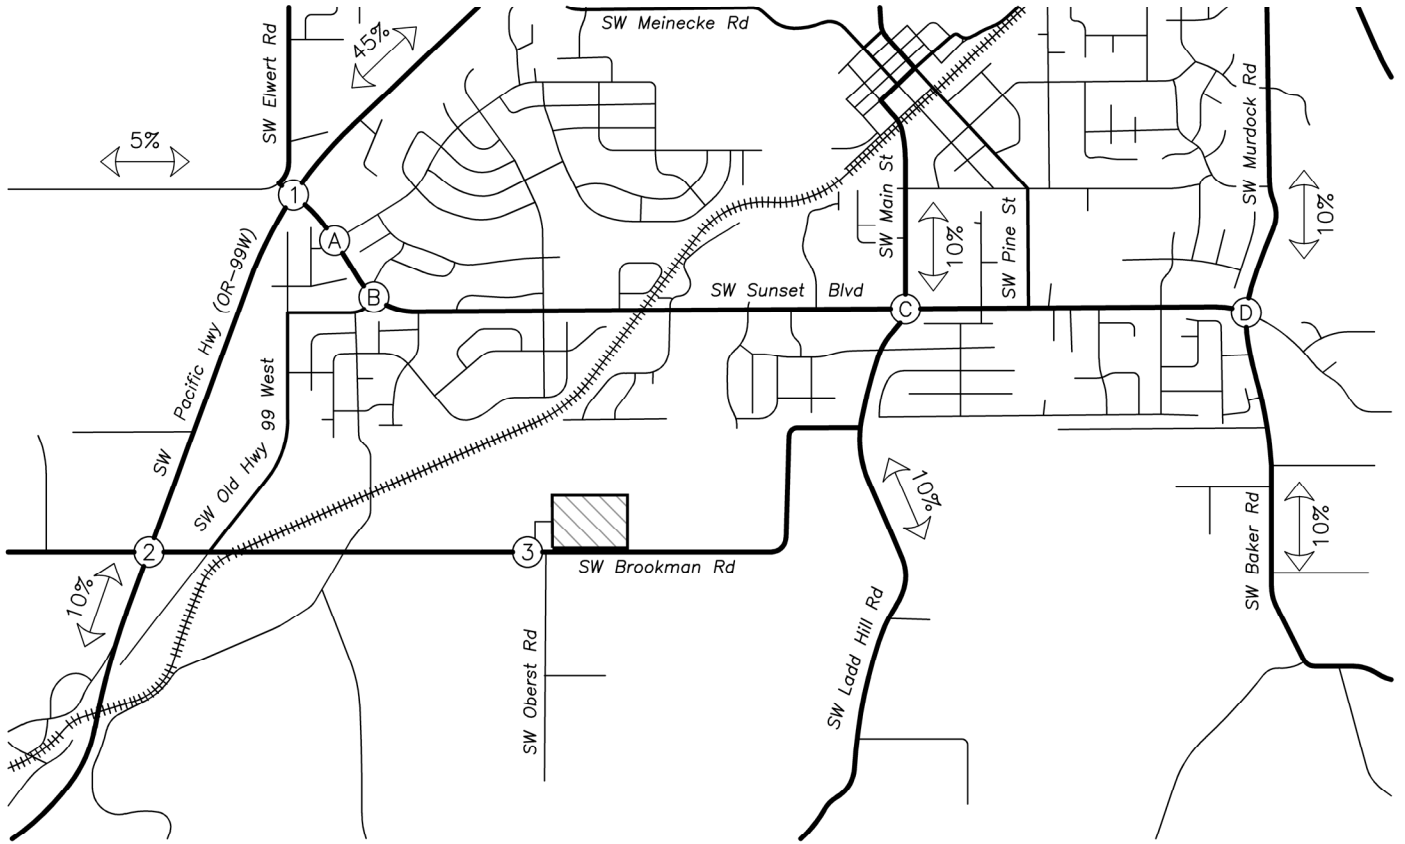 SW Meinecke Rd
SW Elwert Rd
45%
SW Murdock Rd
5%
SW Main St
1
10%
10%
SW Pine St
A
SW Pacific Hwy (OR-99W)
B
SW Sunset Blvd
C
D
SW Old Hwy 99 West
10%
10%
SW Baker Rd
2
3
SW Brookman Rd
10%
SW Ladd Hill Rd
SW Oberst Rd